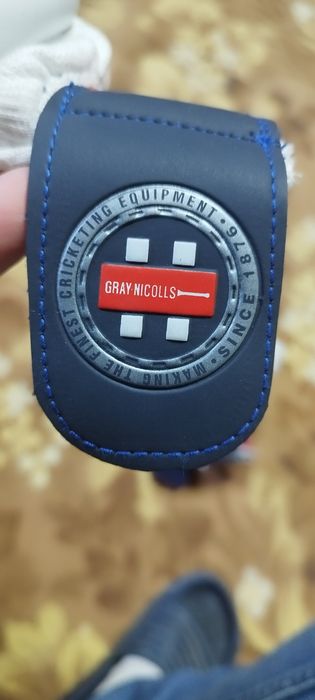 MAKING THE FINEST CRICKETING EQUIPMENT • SINCE 1876 •
GRAY-NICOLLS